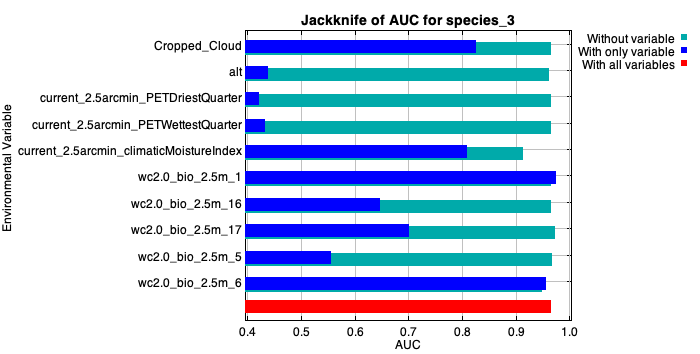 Jackknife of AUC for species_3
Without variable
With only variable
With all variables
Environmental Variable
Cropped_Cloud
alt
current_2.5arcmin_PETDriestQuarter
current_2.5arcmin_PETWettestQuarter
current_2.5arcmin_climaticMoistureIndex
wc2.0_bio_2.5m_1
wc2.0_bio_2.5m_16
wc2.0_bio_2.5m_17
wc2.0_bio_2.5m_5
wc2.0_bio_2.5m_6
0.4 0.5 0.6 0.7 0.8 0.9 1.0
AUC